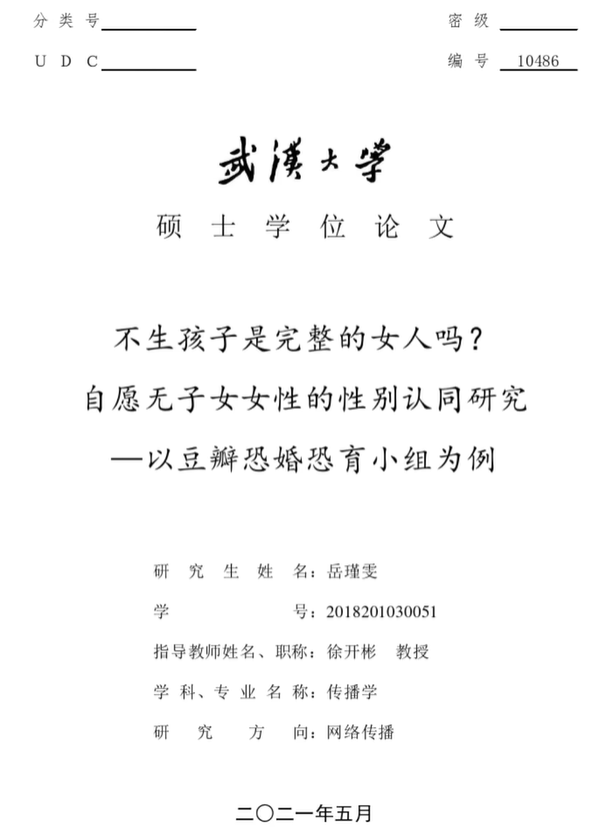 分类号 密级
UDC 编号 10486
武汉大学
硕士学位论文
不生孩子是完整的女人吗？
自愿无子女女性的性别认同研究
—以豆瓣恐婚恐育小组为例
研究生姓名：岳瑾雯
学号：2018201030051
指导教师姓名、职称：徐开彬 教授
学科、专业名称：传播学
研究方向：网络传播
二〇二一年五月